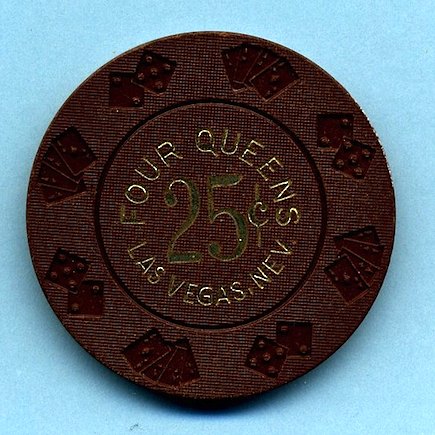 FOUR QUEENS
25¢
LAS VEGAS, NEV.